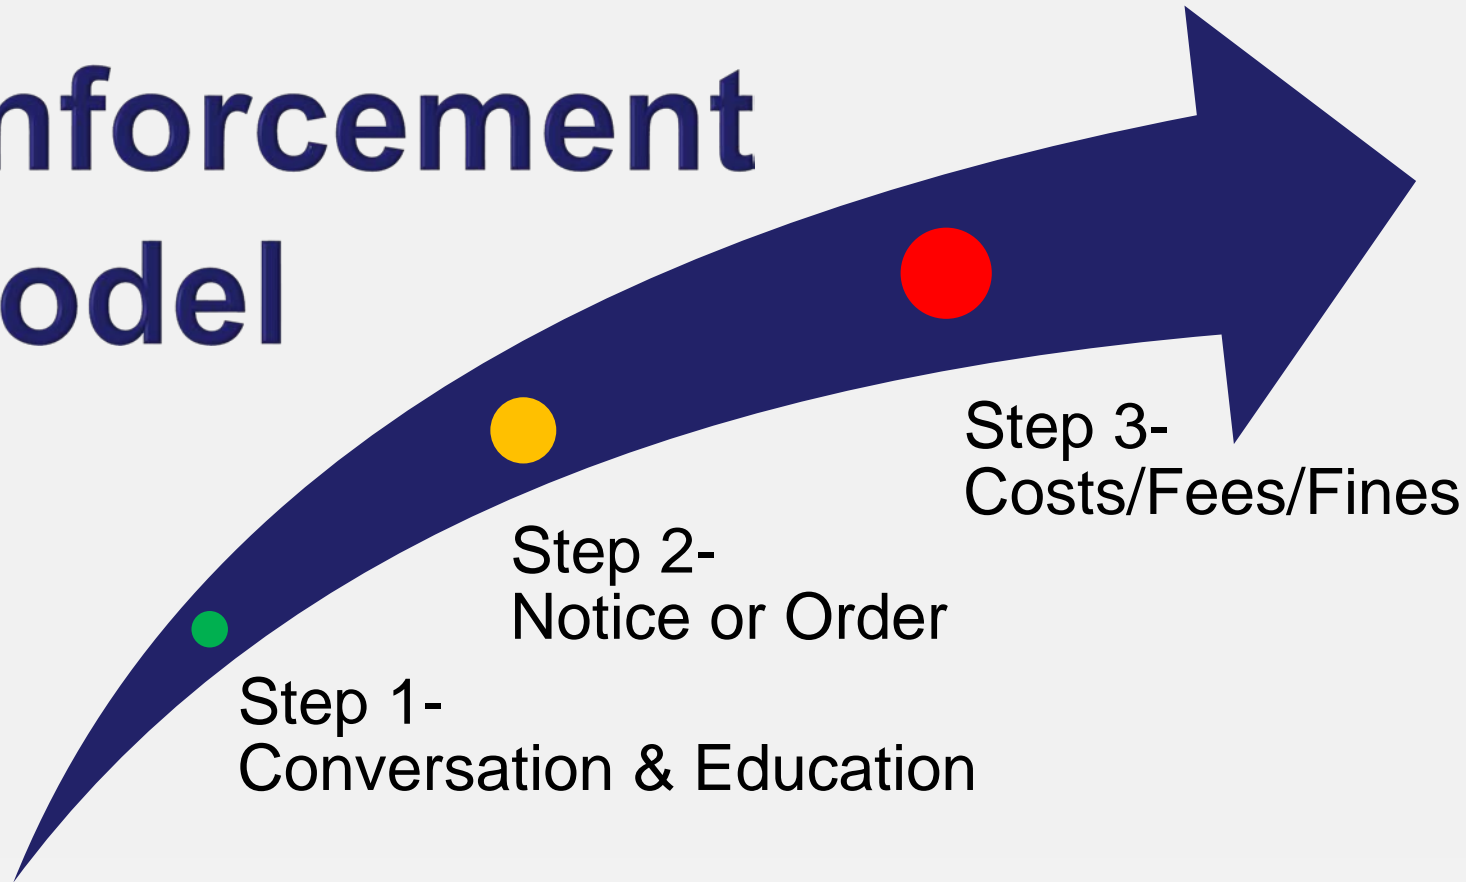 nforcement
odel
Step 3-
Costs/Fees/Fines
Step 2-
Notice or Order
Step 1-
Conversation & Education